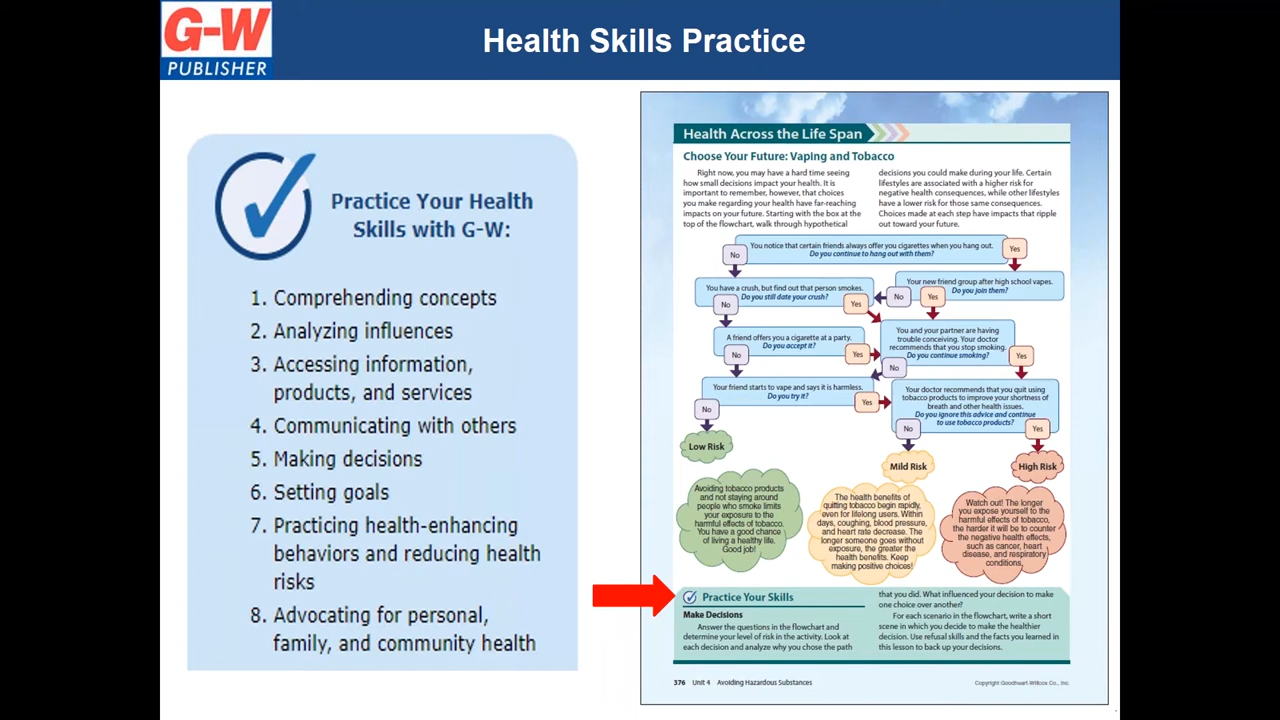 G-W
PUBLISHER
Health Skills Practice
Practice Your Health
Skills with G-W:
1. Comprehending concepts
2. Analyzing influences
3. Accessing information,
products, and services
4. Communicating with others
5. Making decisions
6. Setting goals
7. Practicing health-enhancing
behaviors and reducing health
risks
8. Advocating for personal,
family, and community health
Health Across the Life Span
Choose Your Future: Vaping and Tobacco
Right now, you may have a hard time seeing
how small decisions impact your health. It is
important to remember, however, that choices
you make regarding your health have far-reaching
impacts on your future. Starting with the box at the
top of the flowchart, walk through hypothetical
decisions you could make during your life. Certain
lifestyles are associated with a higher risk for
negative health consequences, while other lifestyles
have a lower risk for those same consequences.
Choices made at each step have impacts that ripple
out toward your future.
You notice that certain friends always offer you cigarettes when you hang out.
Do you continue to hang out with them?
No
Yes
You have a crush, but find out that person smokes.
Do you still date your crush?
No
Yes
Your new friend group after high school vapes.
Do you join them?
No
Yes
A friend offers you a cigarette at a party.
Do you accept it?
No
Yes
You and your partner are having
trouble conceiving. Your doctor
recommends that you stop smoking.
Do you continue smoking?
No
Yes
Your friend starts to vape and says it is harmless.
Do you try it?
No
Yes
Your doctor recommends that you quit using
tobacco products to improve your shortness of
breath and other health issues.
Do you ignore this advice and continue
to use tobacco products?
No
Yes
Low Risk
Mild Risk
High Risk
Avoiding tobacco products
and not staying around
people who smoke limits
your exposure to the
harmful effects of tobacco.
You have a good chance
of living a healthy life.
Good job!
The health benefits of
quitting tobacco begin rapidly,
even for lifelong users. Within
days, coughing, blood pressure,
and heart rate decrease. The
longer someone goes without
exposure, the greater the
health benefits. Keep
making positive choices!
Watch out! The longer
you expose yourself to the
harmful effects of tobacco,
the harder it will be to counter
the negative health effects,
such as cancer, heart
disease, and respiratory
conditions.
Practice Your Skills
Make Decisions
Answer the questions in the flowchart and
determine your level of risk in the activity. Look at
each decision and analyze why you chose the path
that you did. What influenced your decision to make
one choice over another?
For each scenario in the flowchart, write a short
scene in which you decide to make the healthier
decision. Use refusal skills and the facts you learned in
this lesson to back up your decisions.
376 Unit 4 Avoiding Hazardous Substances
Copyright Goodheart-Willcox Co., Inc.